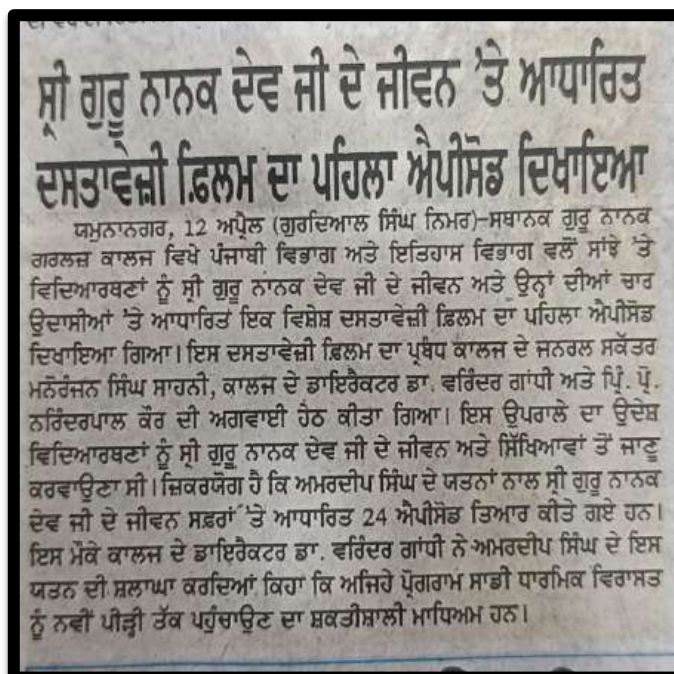 ਸ੍ਰੀ ਗੁਰੂ ਨਾਨਕ ਦੇਵ ਜੀ ਦੇ ਜੀਵਨ 'ਤੇ ਆਧਾਰਿਤ
ਦਸਤਾਵੇਜ਼ੀ ਫ਼ਿਲਮ ਦਾ ਪਹਿਲਾ ਐਪੀਸੋਡ ਦਿਖਾਇਆ
ਯਮੁਨਾਨਗਰ, 12 ਅਪ੍ਰੈਲ (ਗੁਰਦਿਆਲ ਸਿੰਘ ਨਿਮਰ)-ਸਥਾਨਕ ਗੁਰੂ ਨਾਨਕ
ਗਰਲਜ਼ ਕਾਲਜ ਵਿਖੇ ਪੰਜਾਬੀ ਵਿਭਾਗ ਅਤੇ ਇਤਿਹਾਸ ਵਿਭਾਗ ਵਲੋਂ ਸਾਂਝੇ 'ਤੇ
ਵਿਦਿਆਰਥਣਾਂ ਨੂੰ ਸ੍ਰੀ ਗੁਰੂ ਨਾਨਕ ਦੇਵ ਜੀ ਦੇ ਜੀਵਨ ਅਤੇ ਉਨ੍ਹਾਂ ਦੀਆਂ ਚਾਰ
ਉਦਾਸੀਆਂ 'ਤੇ ਆਧਾਰਿਤ ਇਕ ਵਿਸ਼ੇਸ਼ ਦਸਤਾਵੇਜ਼ੀ ਫ਼ਿਲਮ ਦਾ ਪਹਿਲਾ ਐਪੀਸੋਡ
ਦਿਖਾਇਆ ਗਿਆ। ਇਸ ਦਸਤਾਵੇਜ਼ੀ ਫ਼ਿਲਮ ਦਾ ਪ੍ਰਬੰਧ ਕਾਲਜ ਦੇ ਜਨਰਲ ਸਕੱਤਰ
ਮਨੋਰੰਜਨ ਸਿੰਘ ਸਾਹਨੀ, ਕਾਲਜ ਦੇ ਡਾਇਰੈਕਟਰ ਡਾ. ਵਰਿੰਦਰ ਗਾਂਧੀ ਅਤੇ ਪ੍ਰਿੰ. ਪ੍ਰੋ.
ਨਰਿੰਦਰਪਾਲ ਕੌਰ ਦੀ ਅਗਵਾਈ ਹੇਠ ਕੀਤਾ ਗਿਆ। ਇਸ ਉਪਰਾਲੇ ਦਾ ਉਦੇਸ਼
ਵਿਦਿਆਰਥਣਾਂ ਨੂੰ ਸ੍ਰੀ ਗੁਰੂ ਨਾਨਕ ਦੇਵ ਜੀ ਦੇ ਜੀਵਨ ਅਤੇ ਸਿੱਖਿਆਵਾਂ ਤੋਂ ਜਾਣੂ
ਕਰਵਾਉਣਾ ਸੀ। ਜ਼ਿਕਰਯੋਗ ਹੈ ਕਿ ਅਮਰਦੀਪ ਸਿੰਘ ਦੇ ਯਤਨਾਂ ਨਾਲ ਸ੍ਰੀ ਗੁਰੂ ਨਾਨਕ
ਦੇਵ ਜੀ ਦੇ ਜੀਵਨ ਸਫ਼ਰਾਂ 'ਤੇ ਆਧਾਰਿਤ 24 ਐਪੀਸੋਡ ਤਿਆਰ ਕੀਤੇ ਗਏ ਹਨ।
ਇਸ ਮੌਕੇ ਕਾਲਜ ਦੇ ਡਾਇਰੈਕਟਰ ਡਾ. ਵਰਿੰਦਰ ਗਾਂਧੀ ਨੇ ਅਮਰਦੀਪ ਸਿੰਘ ਦੇ ਇਸ
ਯਤਨ ਦੀ ਸ਼ਲਾਘਾ ਕਰਦਿਆਂ ਕਿਹਾ ਕਿ ਅਜਿਹੇ ਪ੍ਰੋਗਰਾਮ ਸਾਡੀ ਧਾਰਮਿਕ ਵਿਰਾਸਤ
ਨੂੰ ਨਵੀਂ ਪੀੜ੍ਹੀ ਤੱਕ ਪਹੁੰਚਾਉਣ ਦਾ ਸ਼ਕਤੀਸ਼ਾਲੀ ਮਾਧਿਅਮ ਹਨ।